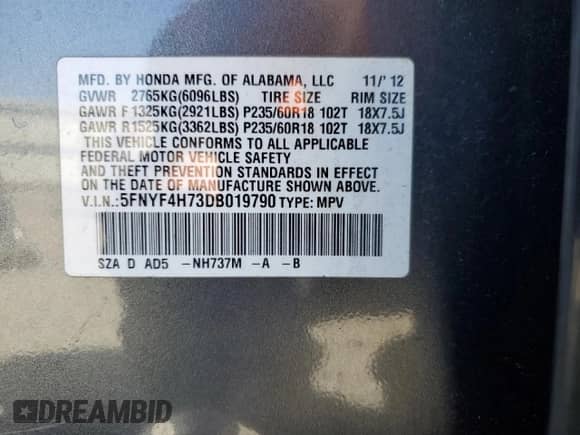 MFD. BY HONDA MFG. OF ALABAMA, LLC 11/'12
GVWR 2765KG(6096LBS) TIRE SIZE RIM SIZE
GAWR F 1325KG(2921LBS) P235/60R18 102T 18X7.5J
GAWR R1525KG(3362LBS) P235/60R18 102T 18X7.5J
THIS VEHICLE CONFORMS TO ALL APPLICABLE
FEDERAL MOTOR VEHICLE SAFETY
AND THEFT PREVENTION STANDARDS IN EFFECT
ON THE DATE OF MANUFACTURE SHOWN ABOVE.
V.I.N.: 5FNYF4H73DB019790 TYPE: MPV
SZA D AD5 -NH737M -A -B
DREAMBID